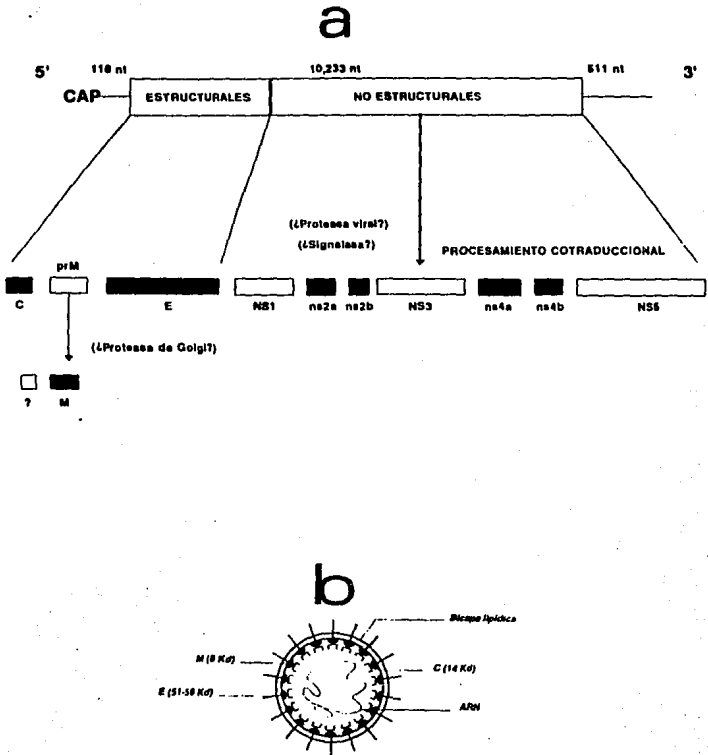 a
5' 118 nt 10,233 nt 511 nt 3'
CAP ESTRUCTURALES NO ESTRUCTURALES
(¿Proteasa viral?)
(¿Signalasa?)
PROCESAMIENTO COTRADUCCIONAL
prM
C E NS1 ns2a ns2b NS3 ns4a ns4b NS5
(¿Proteasa de Golgi?)
? M
b
Bicapa lipídica
M (8 Kd) C (14 Kd)
E (51-59 Kd) ARN